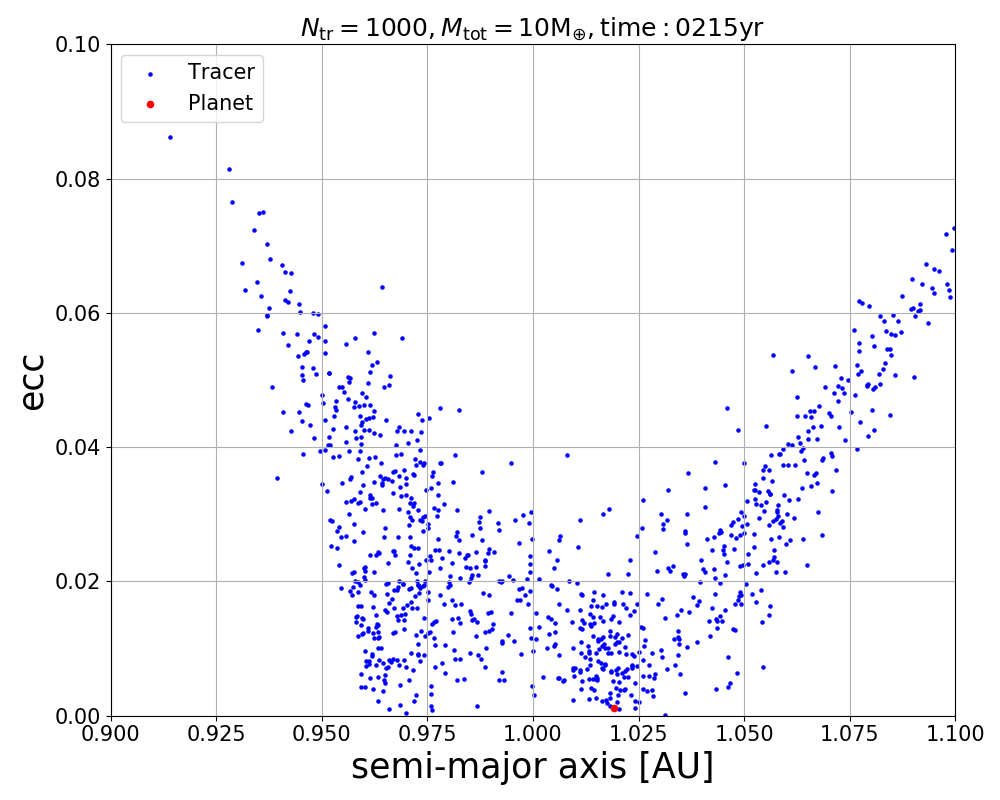 N_tr = 1000, M_tot = 10M_⊕, time : 0215yr
Tracer
Planet
0.10
0.08
0.06
0.04
0.02
0.00
ecc
0.900 0.925 0.950 0.975 1.000 1.025 1.050 1.075 1.100
semi-major axis [AU]